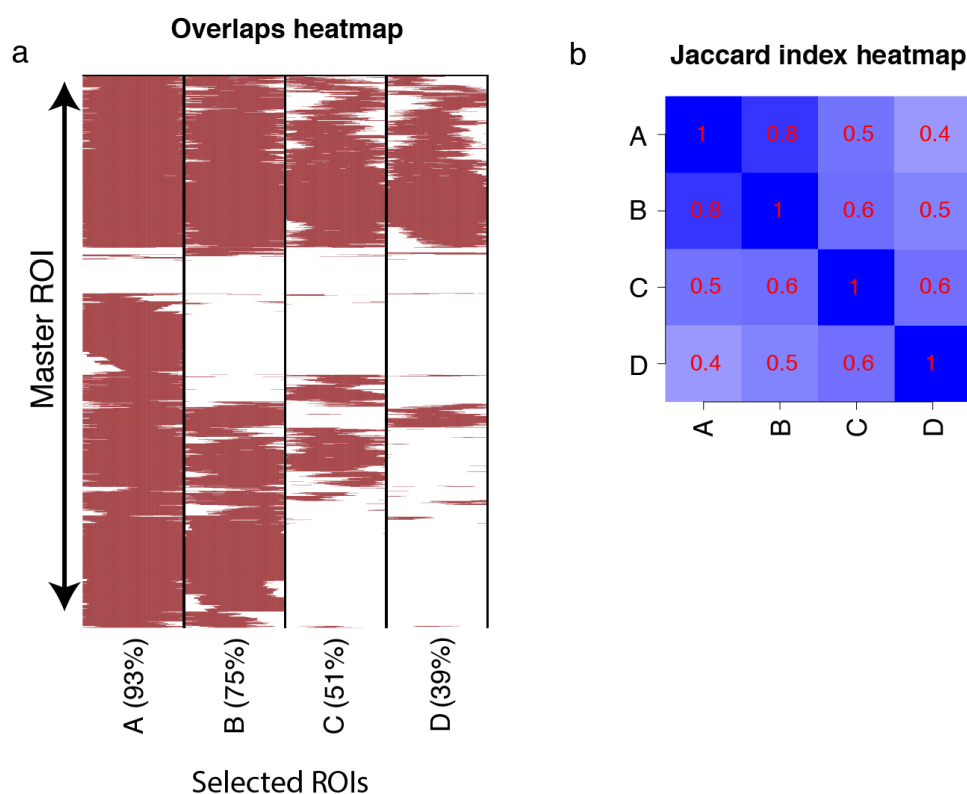 Overlaps heatmap
a
Master ROI
A (93%)
B (75%)
C (51%)
D (39%)
Selected ROIs
b
Jaccard index heatmap
A 1 0.8 0.5 0.4
B 0.8 1 0.6 0.5
C 0.5 0.6 1 0.6
D 0.4 0.5 0.6 1
A B C D